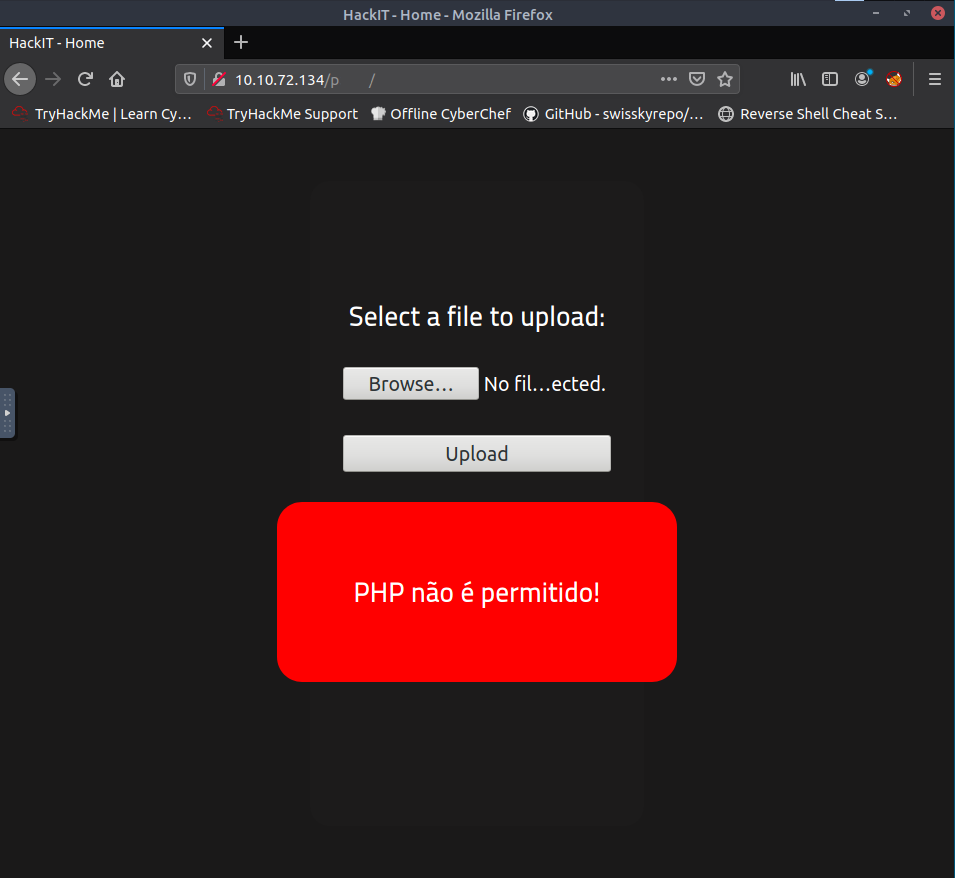 HackIT - Home - Mozilla Firefox
HackIT - Home
10.10.72.134/p /
TryHackMe | Learn Cy… TryHackMe Support Offline CyberChef GitHub - swisskyrepo/… Reverse Shell Cheat S…
Select a file to upload:
Browse… No fil…ected.
Upload
PHP não é permitido!